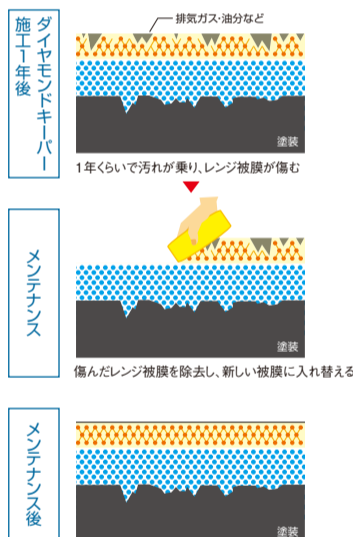 ダイヤモンドキーパー
施工1年後
排気ガス・油分など
塗装
1年くらいで汚れが乗り、レンジ被膜が傷む
メンテナンス
塗装
傷んだレンジ被膜を除去し、新しい被膜に入れ替える
メンテナンス後
塗装